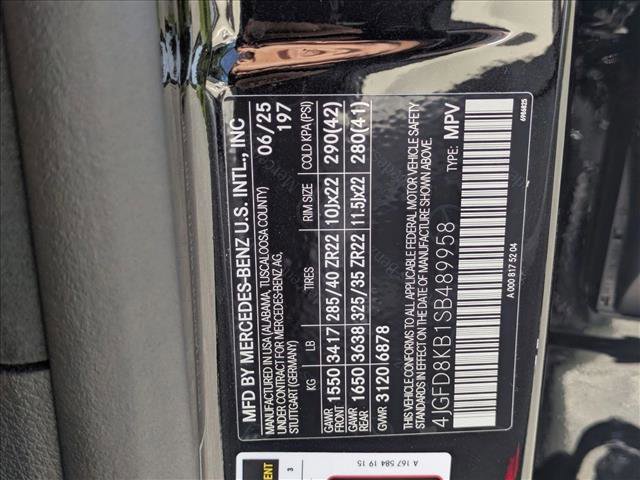 MFD BY MERCEDES-BENZ U.S. INTL., INC
MANUFACTURED IN USA (ALABAMA, TUSCALOOSA COUNTY) 06/25
FOR MERCEDES-BENZ AG, 197
STUTTGART (GERMANY)
KG LB TIRES RIM SIZE COLD KPA (PSI)
GAWR FRONT 1550 3417 285/40 ZR22 10Jx22 290(42)
GAWR REAR 1650 3638 325/35 ZR22 11.5Jx22 280(41)
GVWR 3120 6878
THIS VEHICLE CONFORMS TO ALL APPLICABLE FEDERAL MOTOR VEHICLE SAFETY
STANDARDS IN EFFECT ON THE DATE OF MANUFACTURE SHOWN ABOVE.
4JGFD8KB1SB489958 TYPE: MPV
A 000 817 52 04 6986825
A 167 584 19 15
3